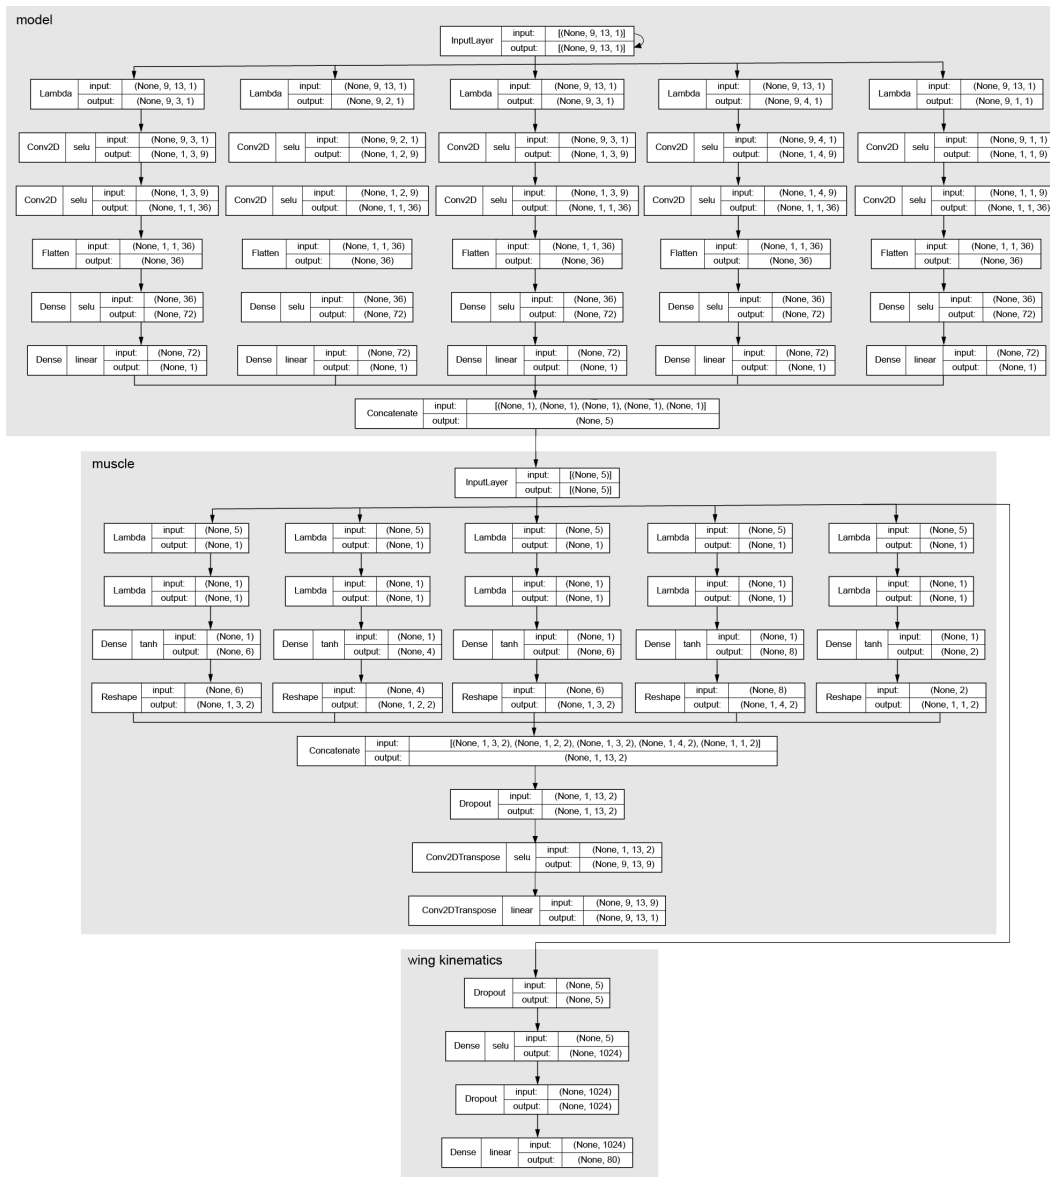 model
InputLayer input: [(None, 9, 13, 1)]
output: [(None, 9, 13, 1)]
Lambda input: (None, 9, 13, 1)
output: (None, 9, 3, 1)
Lambda input: (None, 9, 13, 1)
output: (None, 9, 2, 1)
Lambda input: (None, 9, 13, 1)
output: (None, 9, 3, 1)
Lambda input: (None, 9, 13, 1)
output: (None, 9, 4, 1)
Lambda input: (None, 9, 13, 1)
output: (None, 9, 1, 1)
Conv2D selu input: (None, 9, 3, 1)
output: (None, 1, 3, 9)
Conv2D selu input: (None, 9, 2, 1)
output: (None, 1, 2, 9)
Conv2D selu input: (None, 9, 3, 1)
output: (None, 1, 3, 9)
Conv2D selu input: (None, 9, 4, 1)
output: (None, 1, 4, 9)
Conv2D selu input: (None, 9, 1, 1)
output: (None, 1, 1, 9)
Conv2D selu input: (None, 1, 3, 9)
output: (None, 1, 1, 36)
Conv2D selu input: (None, 1, 2, 9)
output: (None, 1, 1, 36)
Conv2D selu input: (None, 1, 3, 9)
output: (None, 1, 1, 36)
Conv2D selu input: (None, 1, 4, 9)
output: (None, 1, 1, 36)
Conv2D selu input: (None, 1, 1, 9)
output: (None, 1, 1, 36)
Flatten input: (None, 1, 1, 36)
output: (None, 36)
Flatten input: (None, 1, 1, 36)
output: (None, 36)
Flatten input: (None, 1, 1, 36)
output: (None, 36)
Flatten input: (None, 1, 1, 36)
output: (None, 36)
Flatten input: (None, 1, 1, 36)
output: (None, 36)
Dense selu input: (None, 36)
output: (None, 72)
Dense selu input: (None, 36)
output: (None, 72)
Dense selu input: (None, 36)
output: (None, 72)
Dense selu input: (None, 36)
output: (None, 72)
Dense selu input: (None, 36)
output: (None, 72)
Dense linear input: (None, 72)
output: (None, 1)
Dense linear input: (None, 72)
output: (None, 1)
Dense linear input: (None, 72)
output: (None, 1)
Dense linear input: (None, 72)
output: (None, 1)
Dense linear input: (None, 72)
output: (None, 1)
Concatenate input: [(None, 1), (None, 1), (None, 1), (None, 1), (None, 1)]
output: (None, 5)
muscle
InputLayer input: [(None, 5)]
output: [(None, 5)]
Lambda input: (None, 5)
output: (None, 1)
Lambda input: (None, 5)
output: (None, 1)
Lambda input: (None, 5)
output: (None, 1)
Lambda input: (None, 5)
output: (None, 1)
Lambda input: (None, 5)
output: (None, 1)
Lambda input: (None, 1)
output: (None, 1)
Lambda input: (None, 1)
output: (None, 1)
Lambda input: (None, 1)
output: (None, 1)
Lambda input: (None, 1)
output: (None, 1)
Lambda input: (None, 1)
output: (None, 1)
Dense tanh input: (None, 1)
output: (None, 6)
Dense tanh input: (None, 1)
output: (None, 4)
Dense tanh input: (None, 1)
output: (None, 6)
Dense tanh input: (None, 1)
output: (None, 8)
Dense tanh input: (None, 1)
output: (None, 2)
Reshape input: (None, 6)
output: (None, 1, 3, 2)
Reshape input: (None, 4)
output: (None, 1, 2, 2)
Reshape input: (None, 6)
output: (None, 1, 3, 2)
Reshape input: (None, 8)
output: (None, 1, 4, 2)
Reshape input: (None, 2)
output: (None, 1, 1, 2)
Concatenate input: [(None, 1, 3, 2), (None, 1, 2, 2), (None, 1, 3, 2), (None, 1, 4, 2), (None, 1, 1, 2)]
output: (None, 1, 13, 2)
Dropout input: (None, 1, 13, 2)
output: (None, 1, 13, 2)
Conv2DTranspose selu input: (None, 1, 13, 2)
output: (None, 9, 13, 9)
Conv2DTranspose linear input: (None, 9, 13, 9)
output: (None, 9, 13, 1)
wing kinematics
Dropout input: (None, 5)
output: (None, 5)
Dense selu input: (None, 5)
output: (None, 1024)
Dropout input: (None, 1024)
output: (None, 1024)
Dense linear input: (None, 1024)
output: (None, 80)